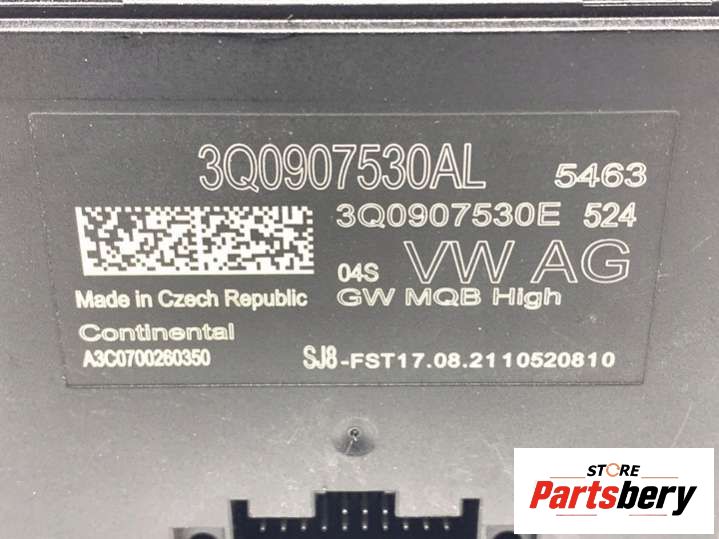 3Q0907530AL 5463
3Q0907530E 524
04S VW AG
Made in Czech Republic GW MQB High
Continental
A3C0700260350 SJ8-FST17.08.2110520810
STORE
Partsbery